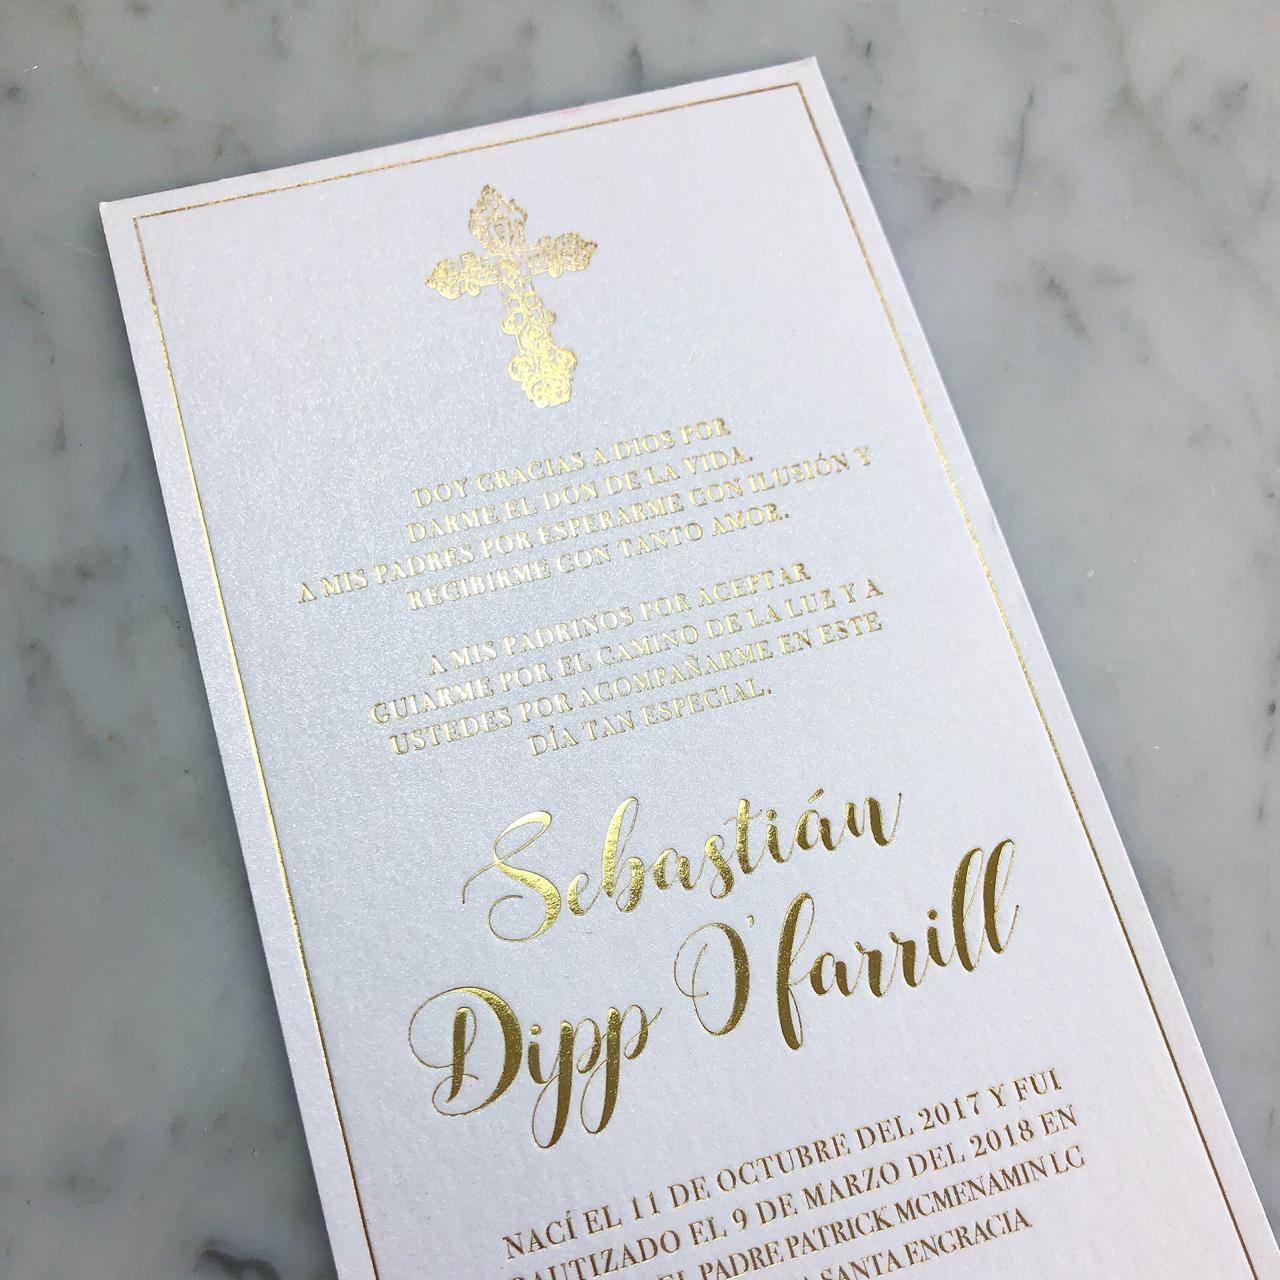 DOY GRACIAS A DIOS POR
DARME EL DON DE LA VIDA.
A MIS PADRES POR ESPERARME CON ILUSIÓN Y
RECIBIRME CON TANTO AMOR.
A MIS PADRINOS POR ACEPTAR
GUIARME POR EL CAMINO DE LA LUZ Y A
USTEDES POR ACOMPAÑARME EN ESTE
DÍA TAN ESPECIAL.
Sebastián
Dipp O'farrill
NACÍ EL 11 DE OCTUBRE DEL 2017 Y FUI
BAUTIZADO EL 9 DE MARZO DEL 2018 EN
EL PADRE PATRICK MCMENAMIN LC
SANTA ENGRACIA